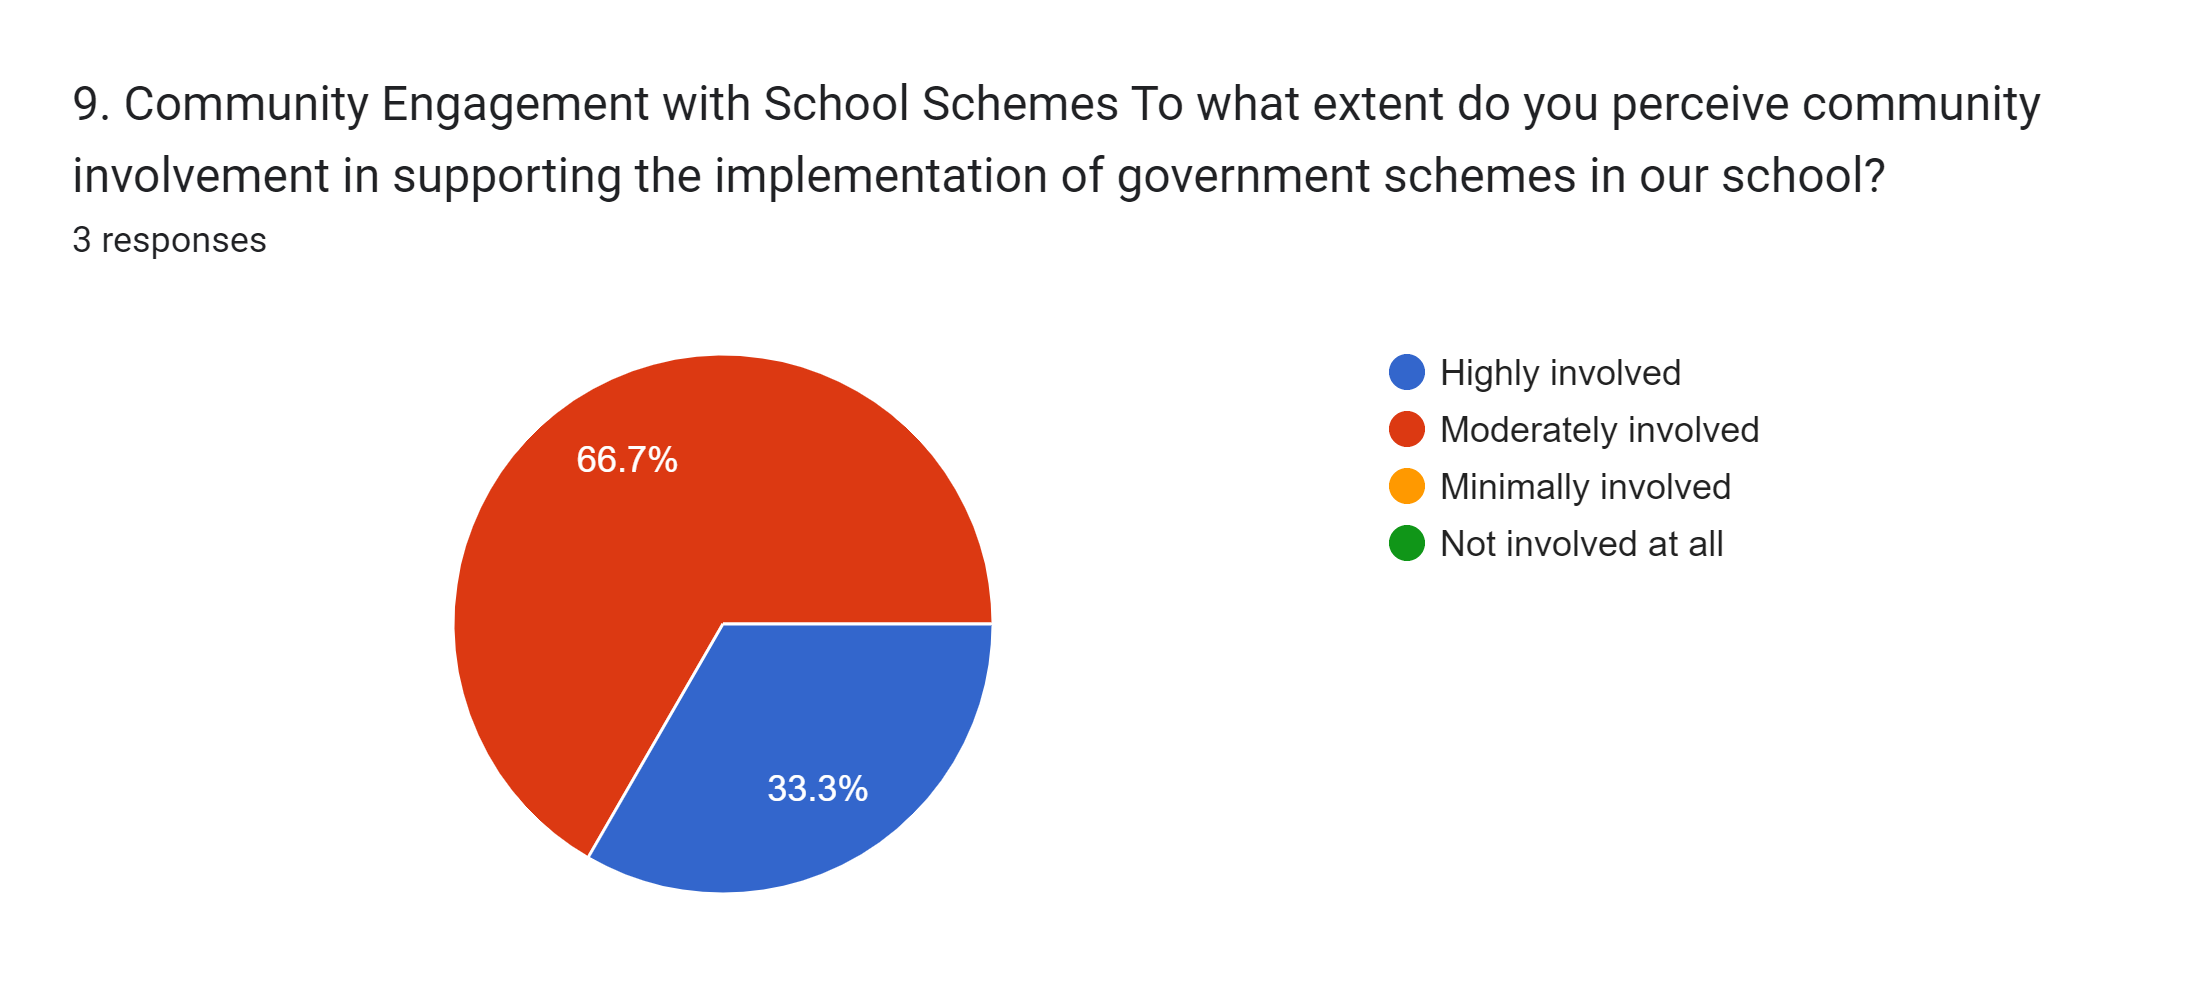 9. Community Engagement with School Schemes To what extent do you perceive community
involvement in supporting the implementation of government schemes in our school?
3 responses
66.7%
33.3%
Highly involved
Moderately involved
Minimally involved
Not involved at all